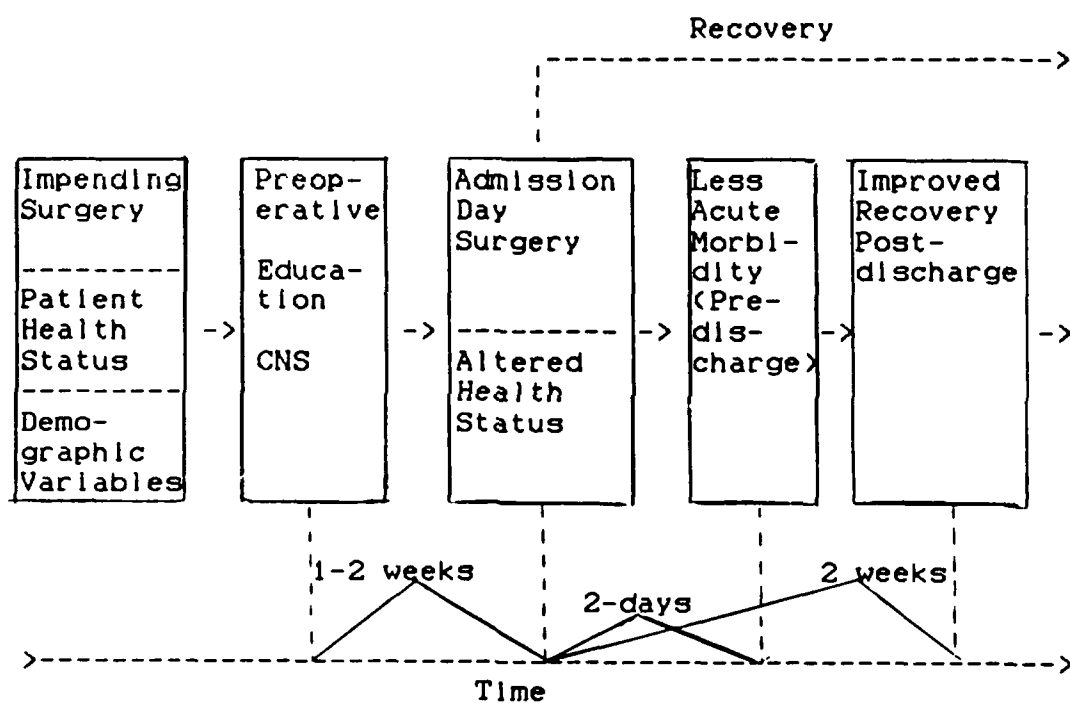 Recovery
Impending
Surgery
Patient
Health
Status
Demo-
graphic
Variables
Preop-
erative
Educa-
tion
CNS
Admission
Day
Surgery
Altered
Health
Status
Less
Acute
Morbi-
dity
(Pre-
dis-
charge)
Improved
Recovery
Post-
discharge
1-2 weeks
2-days
2 weeks
Time